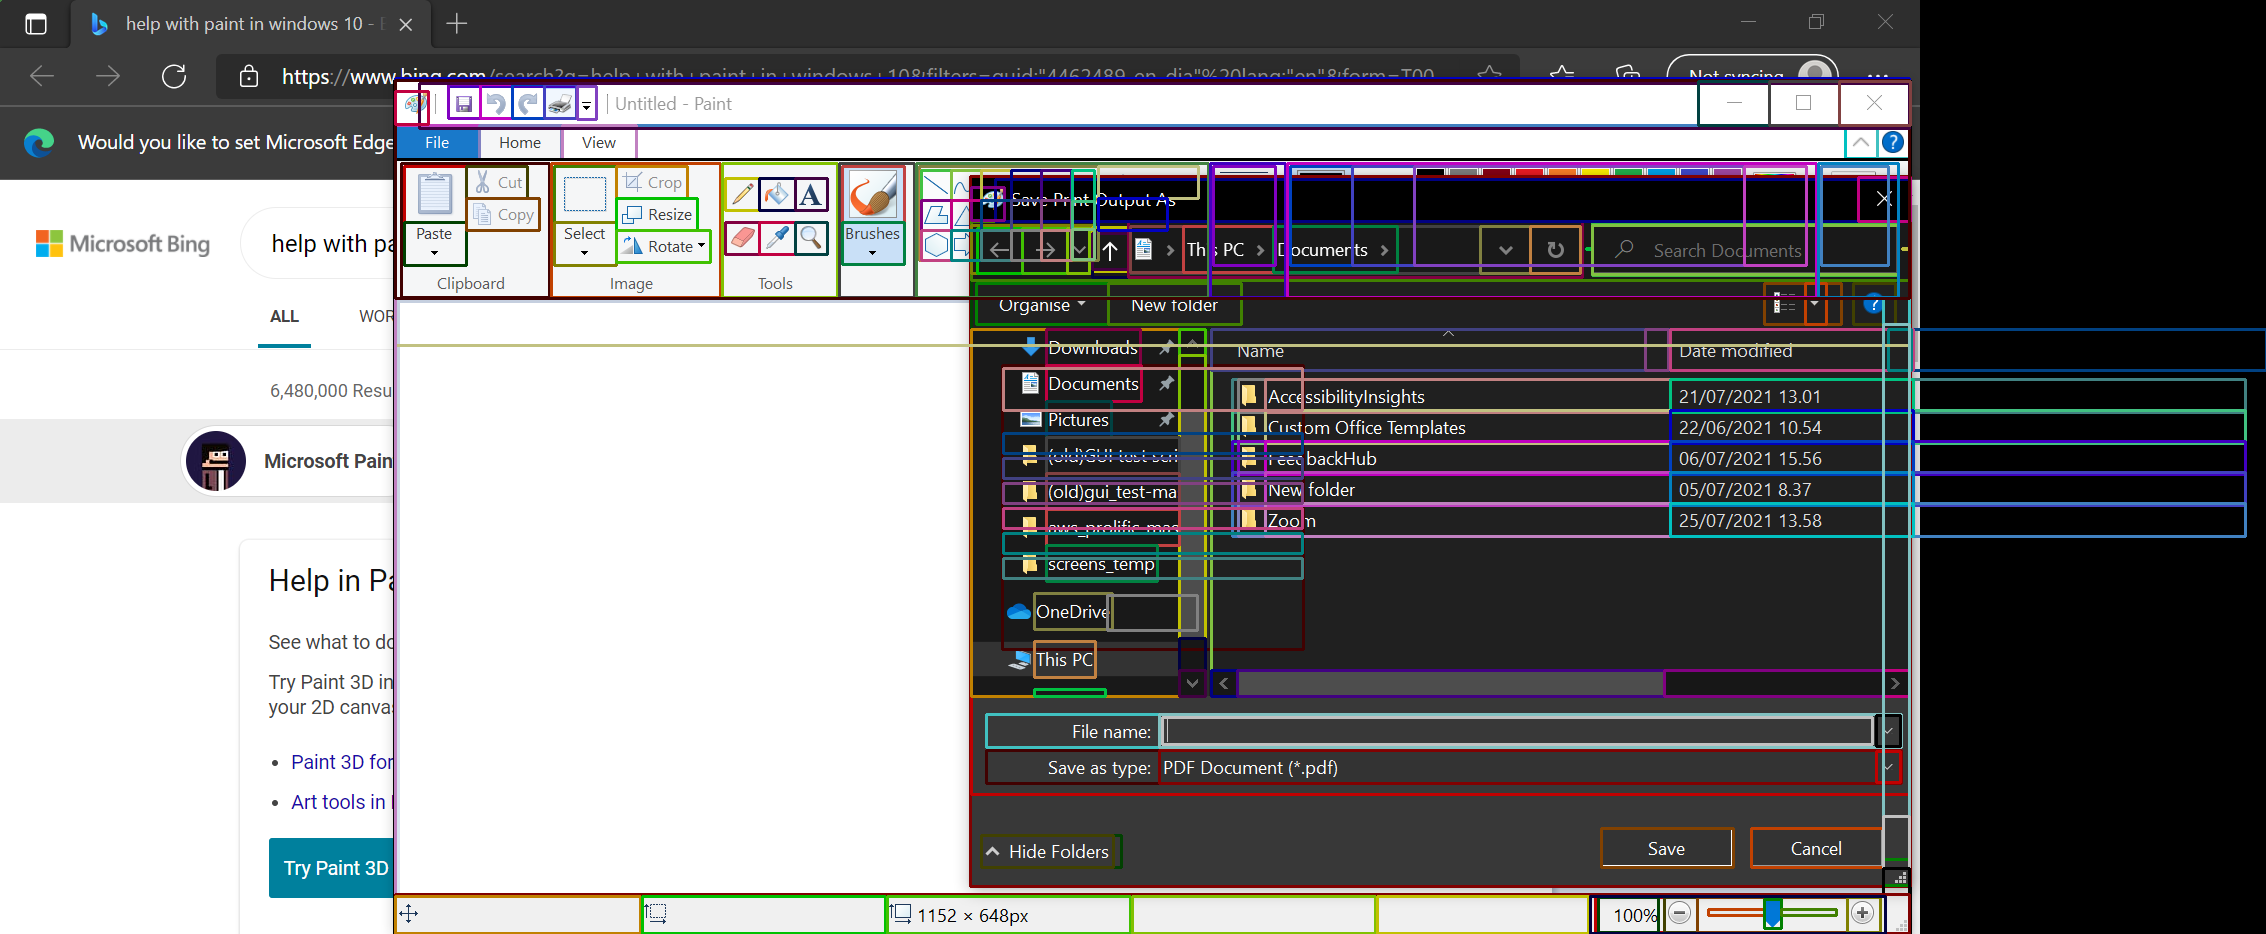 help with paint in windows 10 -
https://www.bing.com/search?q=help+with+paint+in+windows+10&filters=guid:"4462489-en-dia"%20lang:"en"&form=T00
Not syncing
Would you like to set Microsoft Edge
Untitled - Paint
File
Home
View
Paste
Cut
Copy
Clipboard
Select
Crop
Resize
Rotate
Image
Tools
Brushes
Microsoft Bing
help with pa
ALL
WOR
6,480,000 Resu
Microsoft Pain
Help in Pa
See what to do
Try Paint 3D in
your 2D canvas
Paint 3D for
Art tools in
Try Paint 3D
Save Print Output As
This PC
Documents
Search Documents
Organise
New folder
Downloads
Documents
Pictures
(old)GUI-test-scri
(old)gui_test-ma
aws_prolific_mas
screens_temp
OneDrive
This PC
Name
Date modified
AccessibilityInsights
21/07/2021 13.01
Custom Office Templates
22/06/2021 10.54
FeedbackHub
06/07/2021 15.56
New folder
05/07/2021 8.37
Zoom
25/07/2021 13.58
File name:
Save as type:
PDF Document (*.pdf)
Hide Folders
Save
Cancel
1152 × 648px
100%